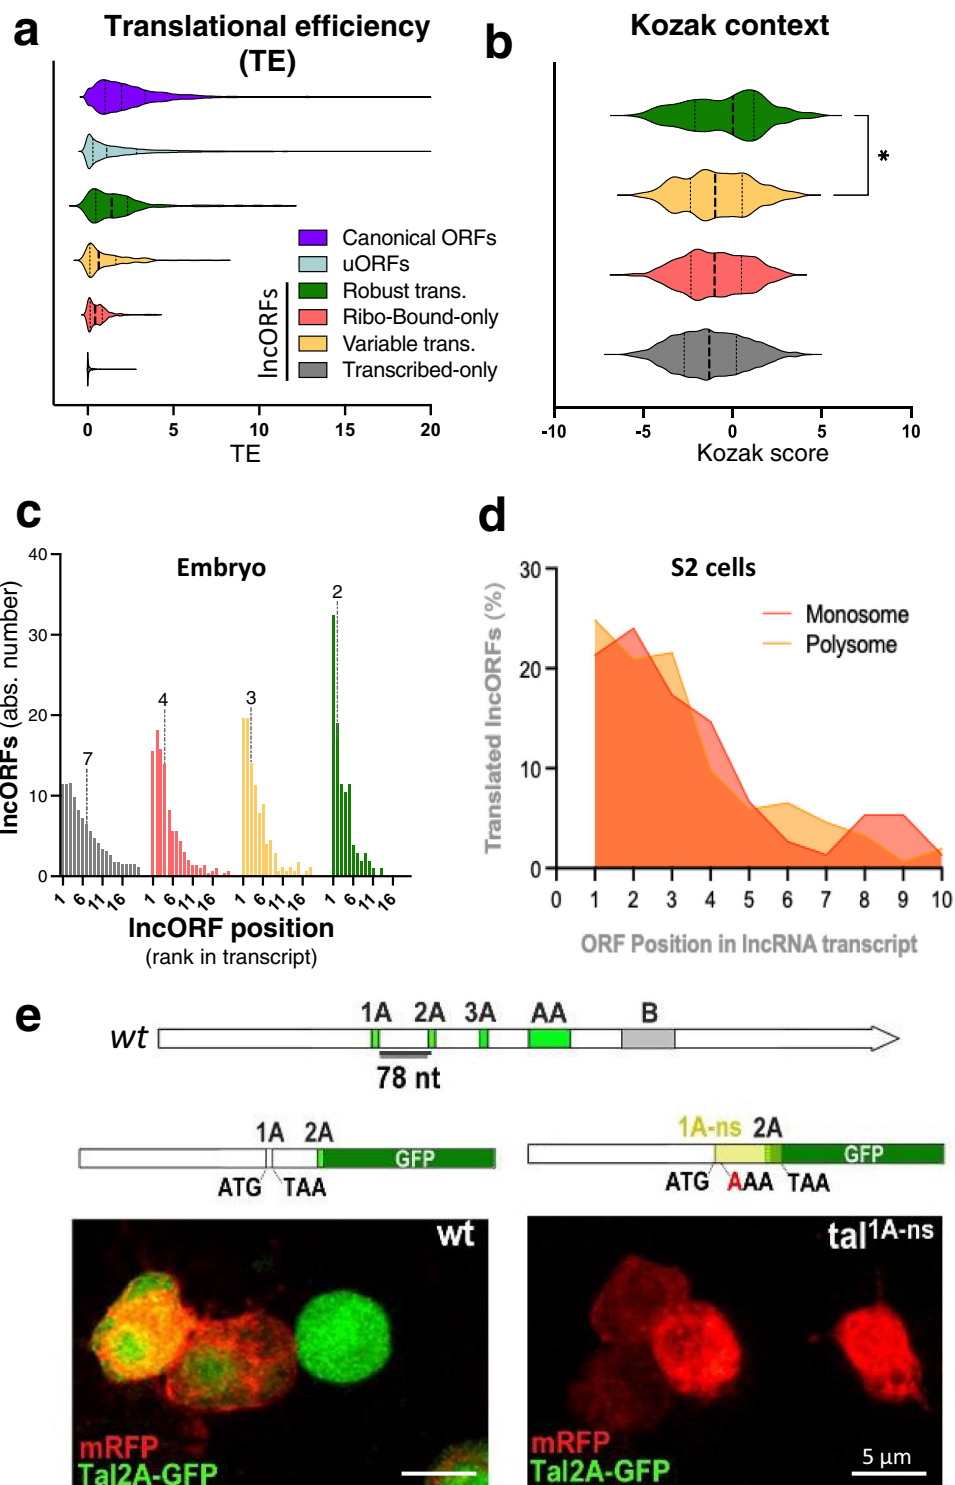 a
Translational efficiency
(TE)
Canonical ORFs
uORFs
Robust trans.
Ribo-Bound-only
Variable trans.
Transcribed-only
lncORFs
0 5 10 15 20
TE
b
Kozak context
*
-10 -5 0 5 10
Kozak score
c
Embryo
lncORFs (abs. number)
40
30
20
10
0
7
4
3
2
1 6 11 16 1 6 11 16 1 6 11 16 1 6 11 16
lncORF position
(rank in transcript)
d
S2 cells
Translated lncORFs (%)
30
20
10
0
Monosome
Polysome
0 1 2 3 4 5 6 7 8 9 10
ORF Position in lncRNA transcript
e
1A 2A 3A AA B
wt
78 nt
1A 2A
GFP
ATG TAA
1A-ns 2A
GFP
ATG AAA TAA
wt
mRFP
Tal2A-GFP
tal1A-ns
mRFP
Tal2A-GFP
5 μm